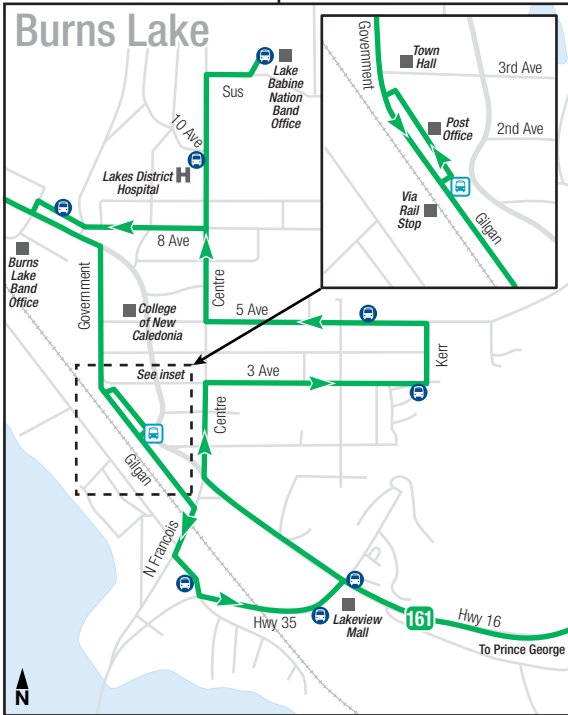 Burns Lake
Lake
Babine
Nation
Band
Office
Sus
10 Ave
Lakes District
Hospital
H
8 Ave
Burns
Lake
Band
Office
Government
Centre
College
of New
Caledonia
5 Ave
Kerr
See inset
3 Ave
Centre
Gilgan
N Francois
Hwy 35
Lakeview
Mall
161
Hwy 16
To Prince George
N
Government
Town
Hall
3rd Ave
Post
Office
2nd Ave
Via
Rail
Stop
Gilgan